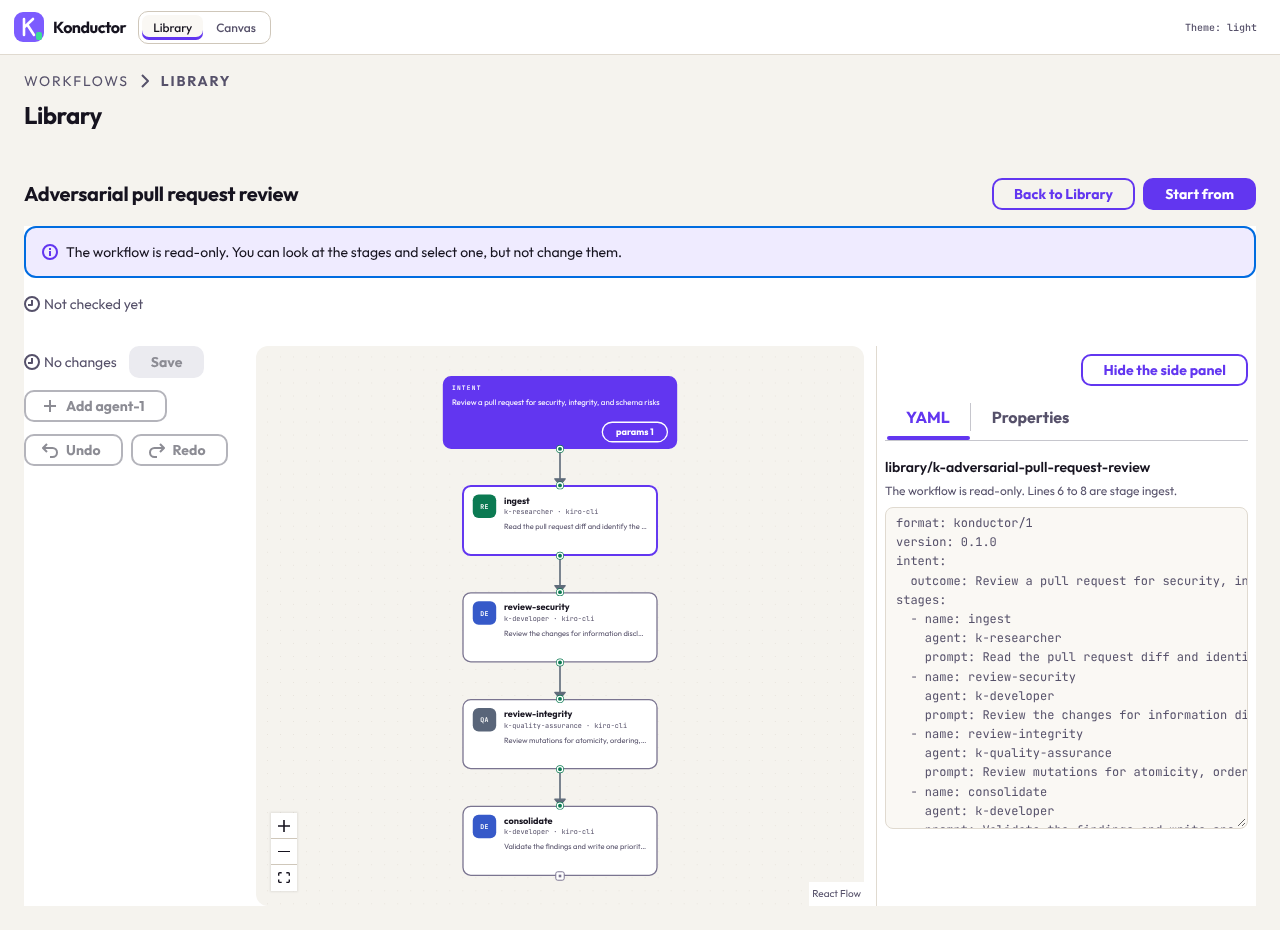 Konductor
Library
Canvas
Theme: light
WORKFLOWS
LIBRARY
Library
Adversarial pull request review
Back to Library
Start from
The workflow is read-only. You can look at the stages and select one, but not change them.
Not checked yet
No changes
Save
Add agent-1
Undo
Redo
INTENT
Review a pull request for security, integrity, and schema risks
params 1
RE
ingest
k-researcher · kiro-cli
Read the pull request diff and identify the ...
DE
review-security
k-developer · kiro-cli
Review the changes for information discl...
QA
review-integrity
k-quality-assurance · kiro-cli
Review mutations for atomicity, ordering,...
DE
consolidate
k-developer · kiro-cli
Validate the findings and write one priorit...
React Flow
Hide the side panel
YAML
Properties
library/k-adversarial-pull-request-review
The workflow is read-only. Lines 6 to 8 are stage ingest.
format: konductor/1
version: 0.1.0
intent:
outcome: Review a pull request for security, in
stages:
- name: ingest
agent: k-researcher
prompt: Read the pull request diff and identi
- name: review-security
agent: k-developer
prompt: Review the changes for information di
- name: review-integrity
agent: k-quality-assurance
prompt: Review mutations for atomicity, order
- name: consolidate
agent: k-developer
prompt: Validate the findings and write one